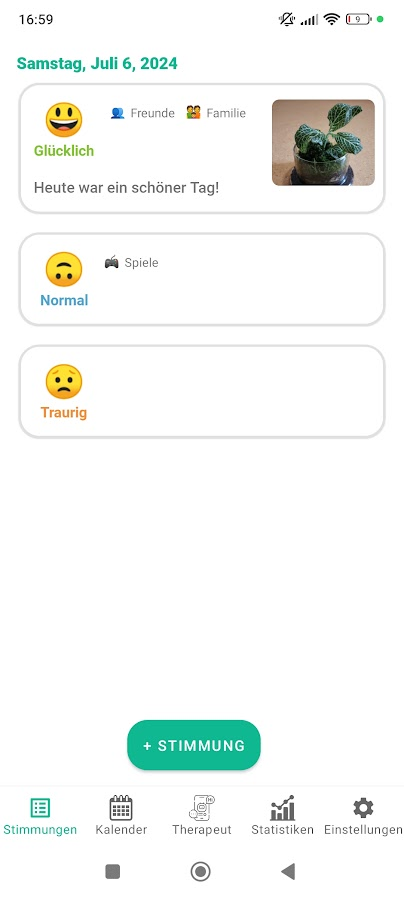 16:59
9
Samstag, Juli 6, 2024
Freunde Familie
Glücklich
Heute war ein schöner Tag!
Spiele
Normal
Traurig
+ STIMMUNG
Stimmungen Kalender Therapeut Statistiken Einstellungen